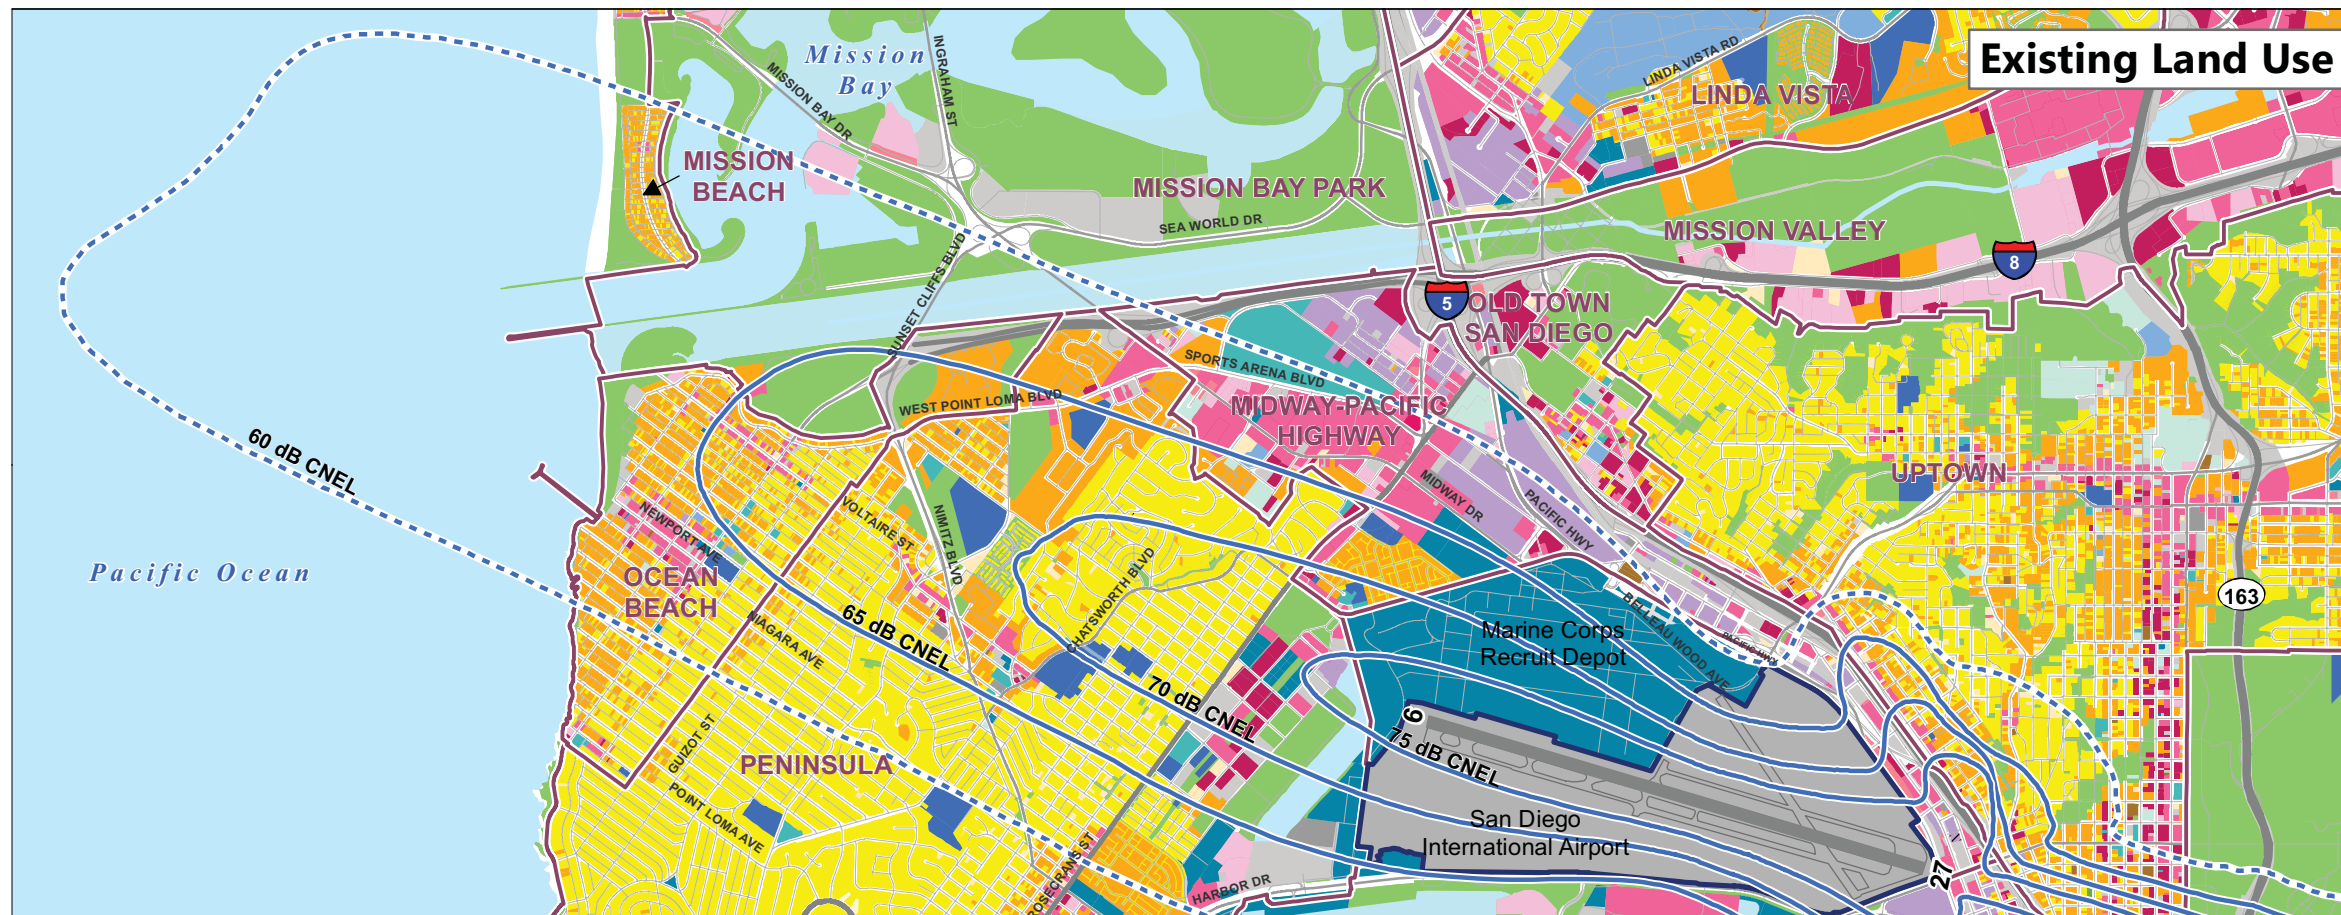 Existing Land Use
Mission
Bay
MISSION BAY DR
INGRAHAM ST
LINDA VISTA RD
LINDA VISTA
MISSION
BEACH
MISSION BAY PARK
SEA WORLD DR
MISSION VALLEY
8
SUNSET CLIFFS BLVD
5
OLD TOWN
SAN DIEGO
SPORTS ARENA BLVD
WEST POINT LOMA BLVD
MIDWAY-PACIFIC
HIGHWAY
60 dB CNEL
UPTOWN
MIDWAY DR
PACIFIC HWY
VOLTAIRE ST
NEWPORT AVE
NIMITZ BLVD
Pacific Ocean
OCEAN
BEACH
CHATSWORTH BLVD
163
BELLEAU WOOD AVE
65 dB CNEL
NIAGARA AVE
Marine Corps
Recruit Depot
PACIFIC HWY
70 dB CNEL
9
75 dB CNEL
GUIZOT ST
PENINSULA
POINT LOMA AVE
San Diego
International Airport
ROSECRANS ST
HARBOR DR
27